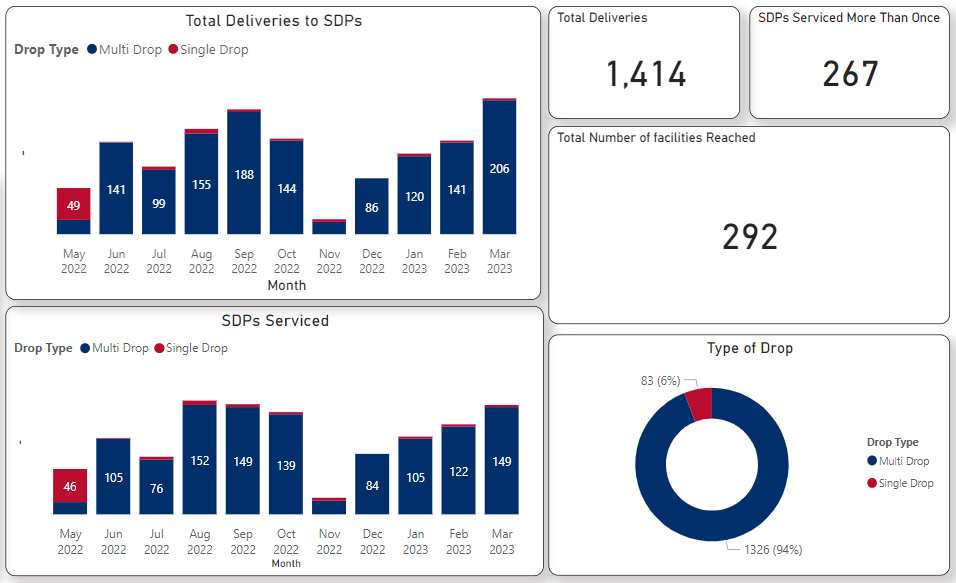 Total Deliveries to SDPs
Drop Type Multi Drop Single Drop
49
141
99
155
188
144
86
120
141
206
May Jun Jul Aug Sep Oct Nov Dec Jan Feb Mar
2022 2022 2022 2022 2022 2022 2022 2022 2023 2023 2023
Month
Total Deliveries
1,414
SDPs Serviced More Than Once
267
Total Number of facilities Reached
292
SDPs Serviced
Drop Type Multi Drop Single Drop
46
105
76
152
149
139
84
105
122
149
May Jun Jul Aug Sep Oct Nov Dec Jan Feb Mar
2022 2022 2022 2022 2022 2022 2022 2022 2023 2023 2023
Month
Type of Drop
83 (6%)
1326 (94%)
Drop Type
Multi Drop
Single Drop